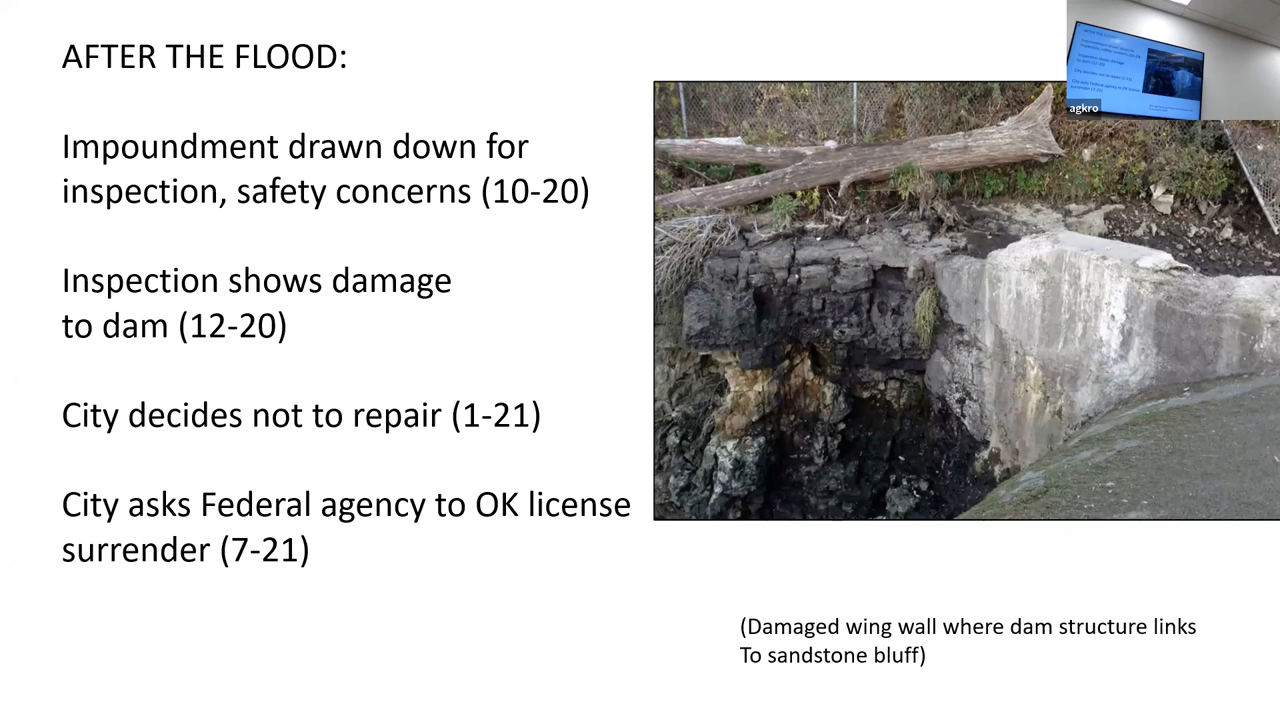 AFTER THE FLOOD:
Impoundment drawn down for
inspection, safety concerns (10-20)
Inspection shows damage
to dam (12-20)
City decides not to repair (1-21)
City asks Federal agency to OK license
surrender (7-21)
(Damaged wing wall where dam structure links
To sandstone bluff)
agkro